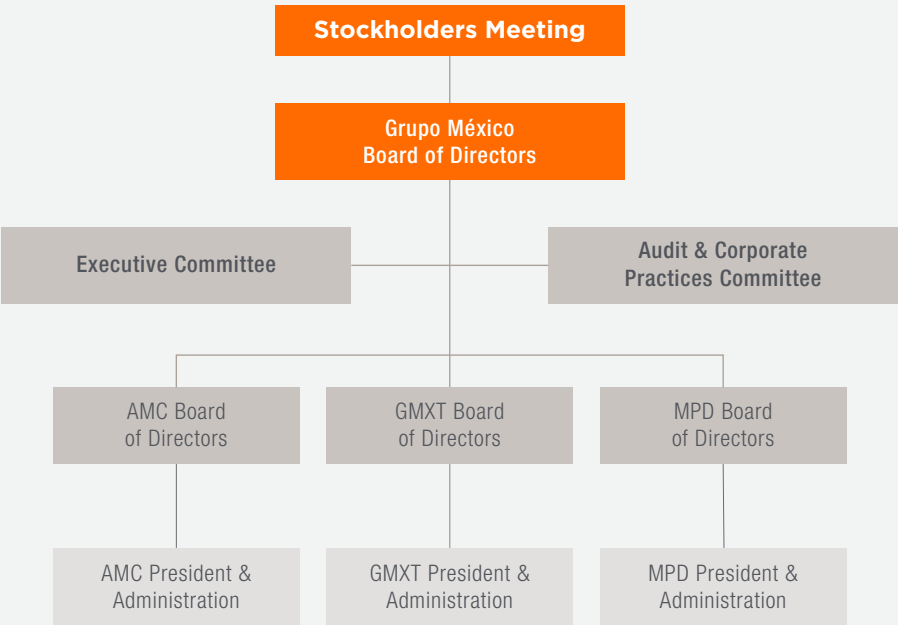 Stockholders Meeting
Grupo México
Board of Directors
Executive Committee
Audit & Corporate
Practices Committee
AMC Board
of Directors
GMXT Board
of Directors
MPD Board
of Directors
AMC President &
Administration
GMXT President &
Administration
MPD President &
Administration